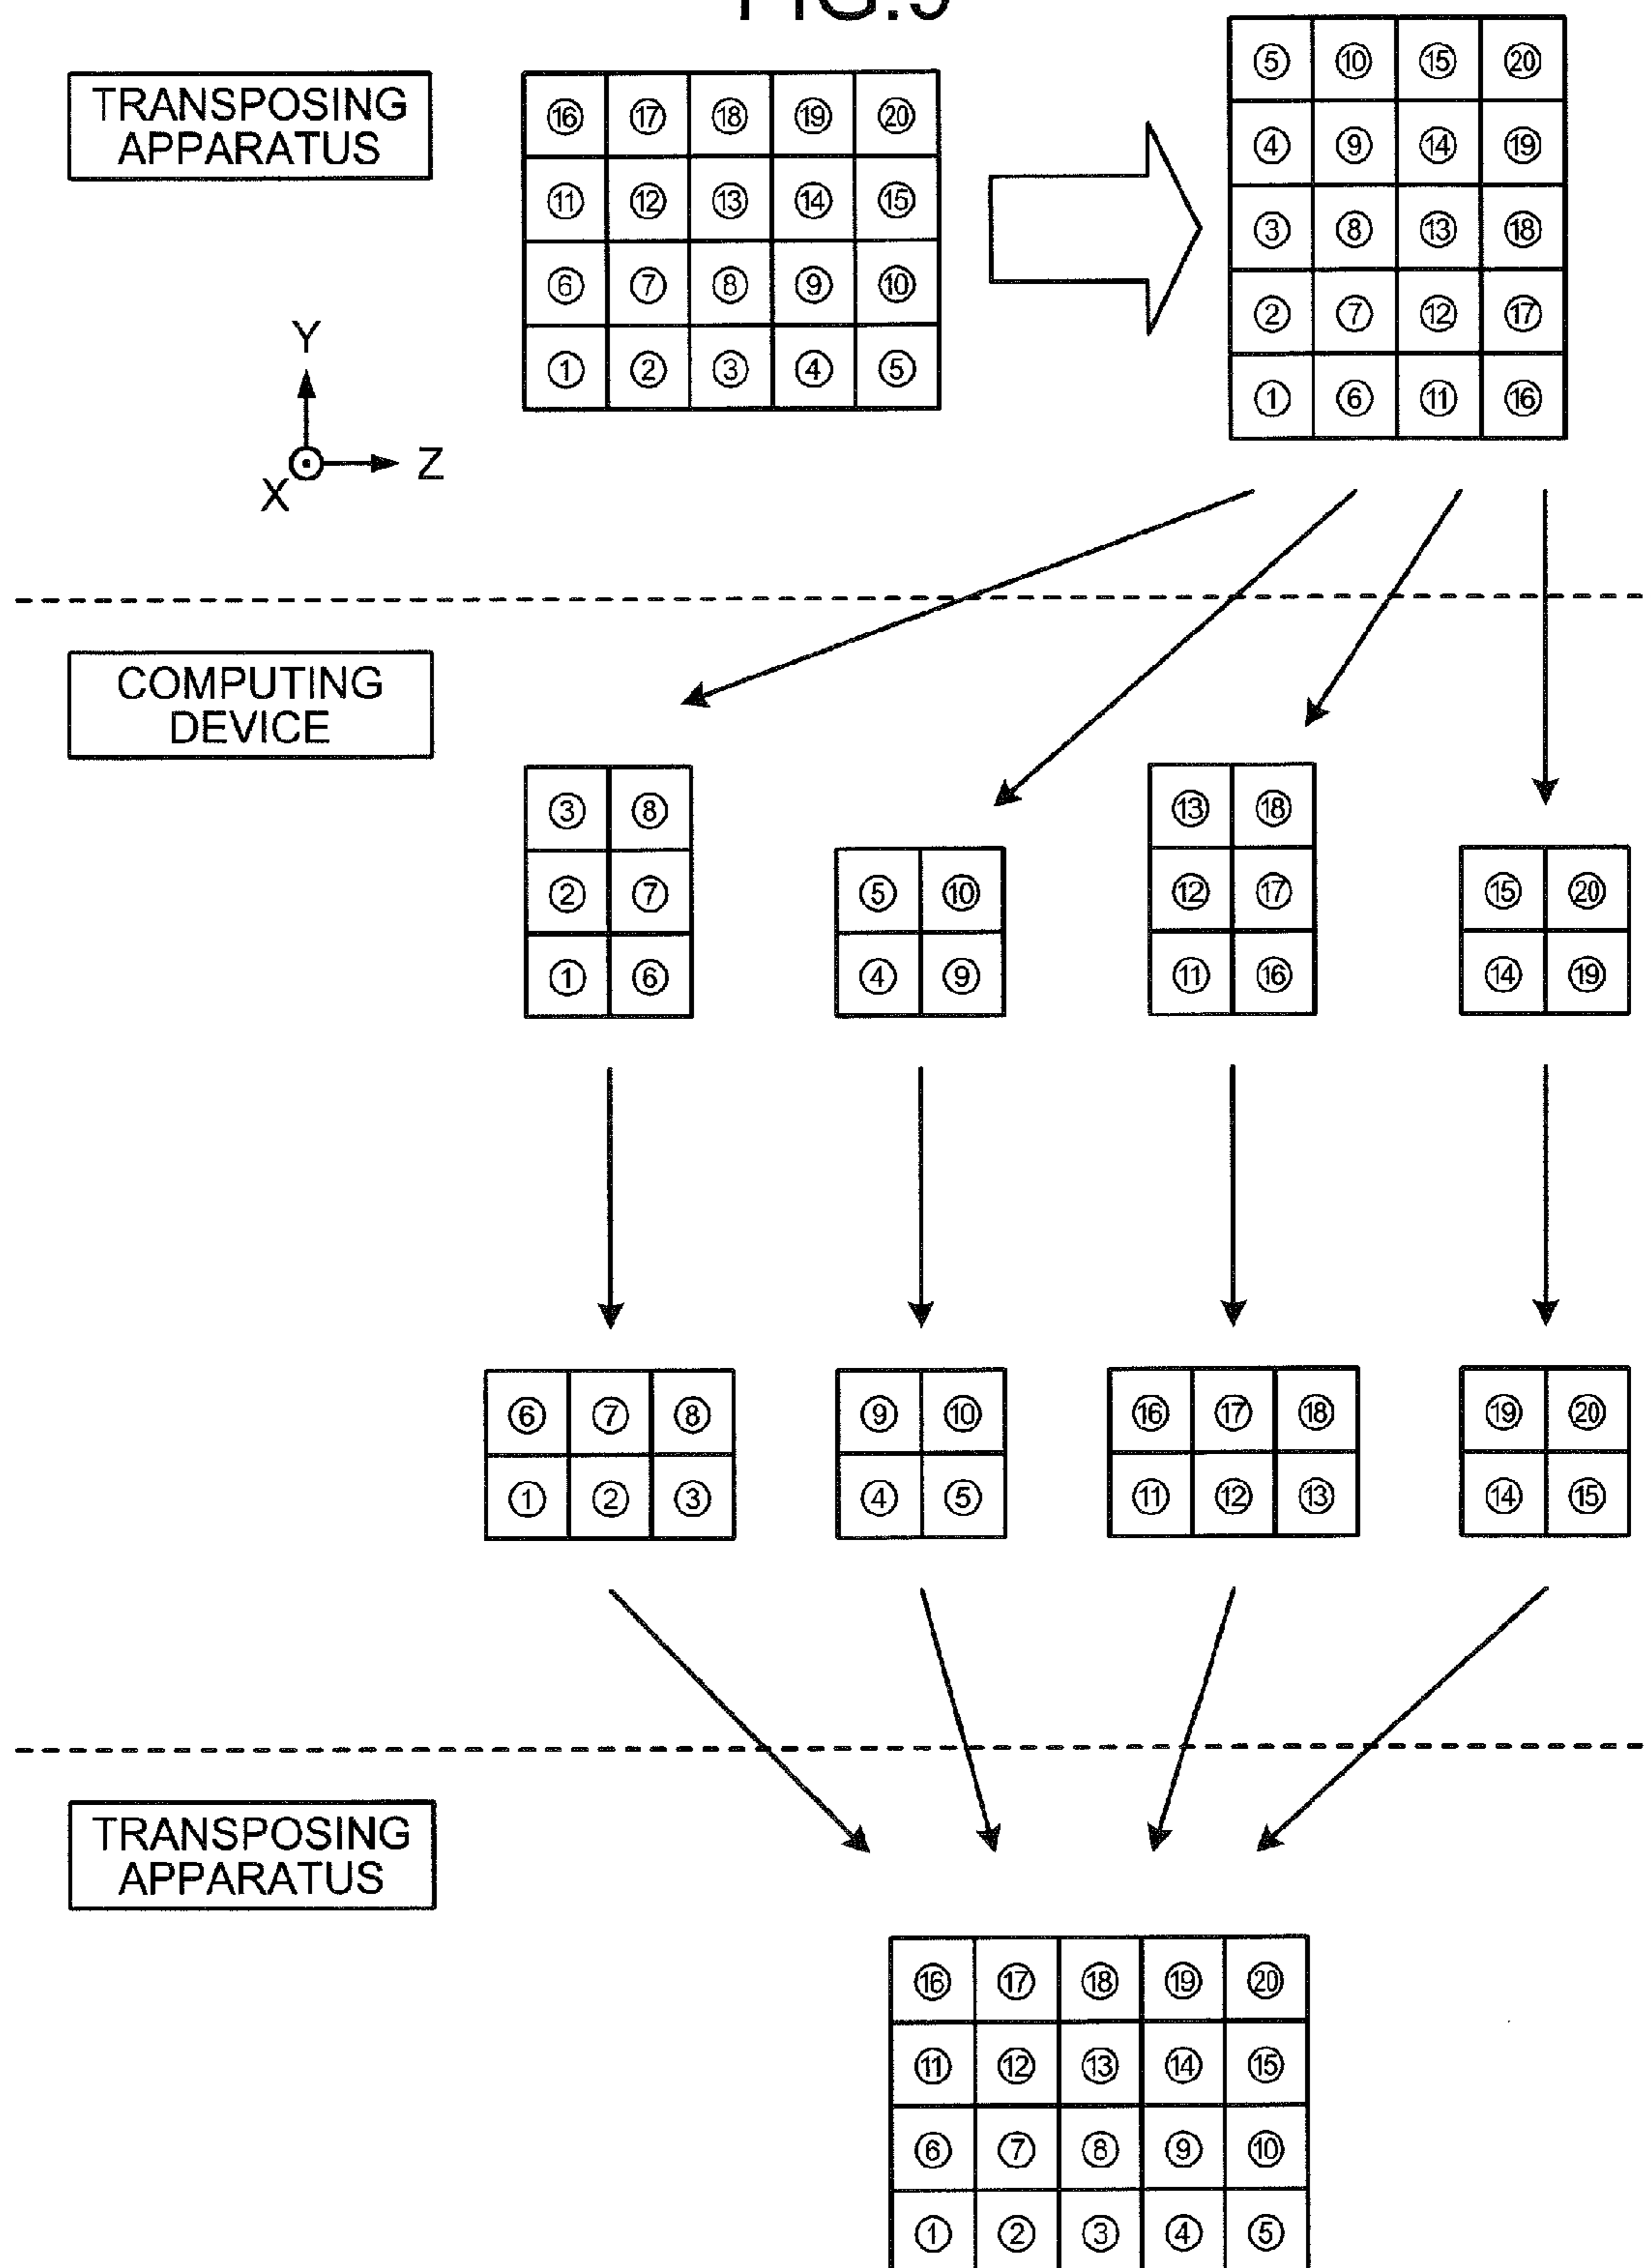 FIG.
TRANSPOSING
APPARATUS
⑯ ⑰ ⑱ ⑲ ⑳
⑪ ⑫ ⑬ ⑭ ⑮
⑥ ⑦ ⑧ ⑨ ⑩
① ② ③ ④ ⑤
⑤ ⑩ ⑮ ⑳
④ ⑨ ⑭ ⑲
③ ⑧ ⑬ ⑱
② ⑦ ⑫ ⑰
① ⑥ ⑪ ⑯
Y
Z
X
COMPUTING
DEVICE
③ ⑧
② ⑦
① ⑥
⑤ ⑩
④ ⑨
⑬ ⑱
⑫ ⑰
⑪ ⑯
⑮ ⑳
⑭ ⑲
⑥ ⑦ ⑧
① ② ③
⑨ ⑩
④ ⑤
⑯ ⑰ ⑱
⑪ ⑫ ⑬
⑲ ⑳
⑭ ⑮
TRANSPOSING
APPARATUS
⑯ ⑰ ⑱ ⑲ ⑳
⑪ ⑫ ⑬ ⑭ ⑮
⑥ ⑦ ⑧ ⑨ ⑩
① ② ③ ④ ⑤